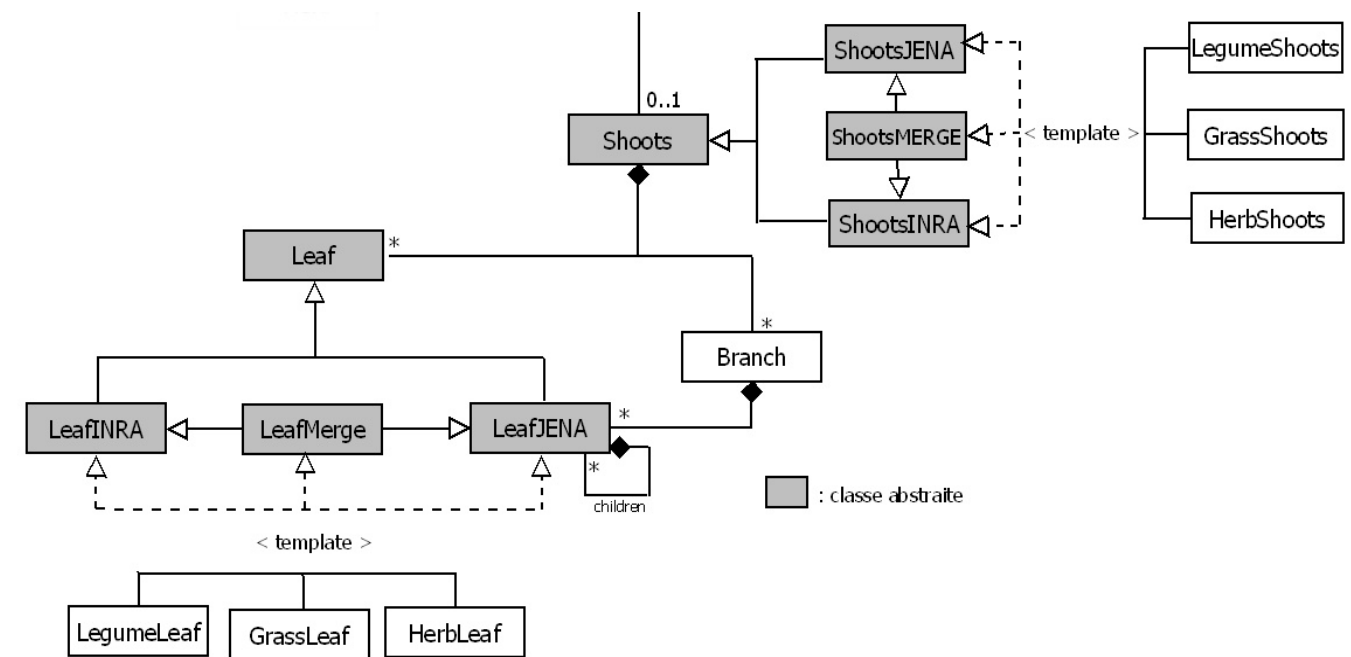 ShootsJENA
LegumeShoots
0..1
Shoots
ShootsMERGE
< template >
GrassShoots
ShootsINRA
HerbShoots
Leaf
*
*
Branch
LeafINRA
LeafMerge
LeafJENA
*
*
children
: classe abstraite
< template >
LegumeLeaf
GrassLeaf
HerbLeaf